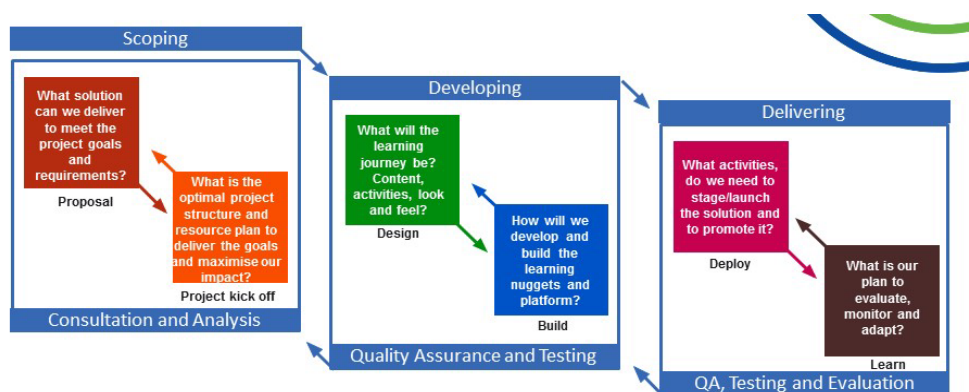 Scoping
What solution
can we deliver
to meet the
project goals
and
requirements?
Proposal
What is the
optimal project
structure and
resource plan to
deliver the goals
and maximise our
impact?
Project kick off
Consultation and Analysis
Developing
What will the
learning
journey be?
Content,
activities, look
and feel?
Design
How will we
develop and
build the
learning
nuggets and
platform?
Build
Quality Assurance and Testing
Delivering
What activities,
do we need to
stage/launch
the solution and
to promote it?
Deploy
What is our
plan to
evaluate,
monitor and
adapt?
Learn
QA, Testing and Evaluation